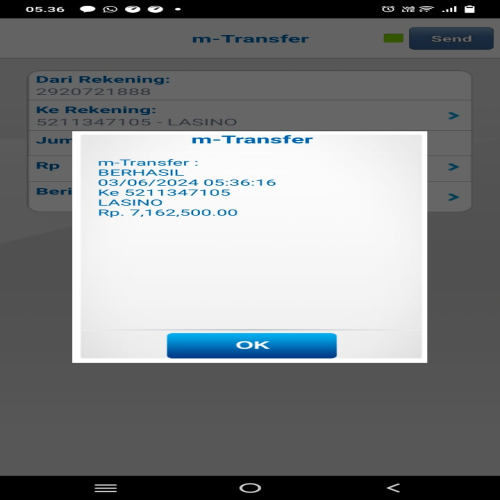 05.36
m-Transfer
Send
Dari Rekening:
2920721888
Ke Rekening:
5211347105 - LASINO
Jum
Rp
Beri
m-Transfer
m-Transfer :
BERHASIL
03/06/2024 05:36:16
Ke 5211347105
LASINO
Rp. 7,162,500.00
OK